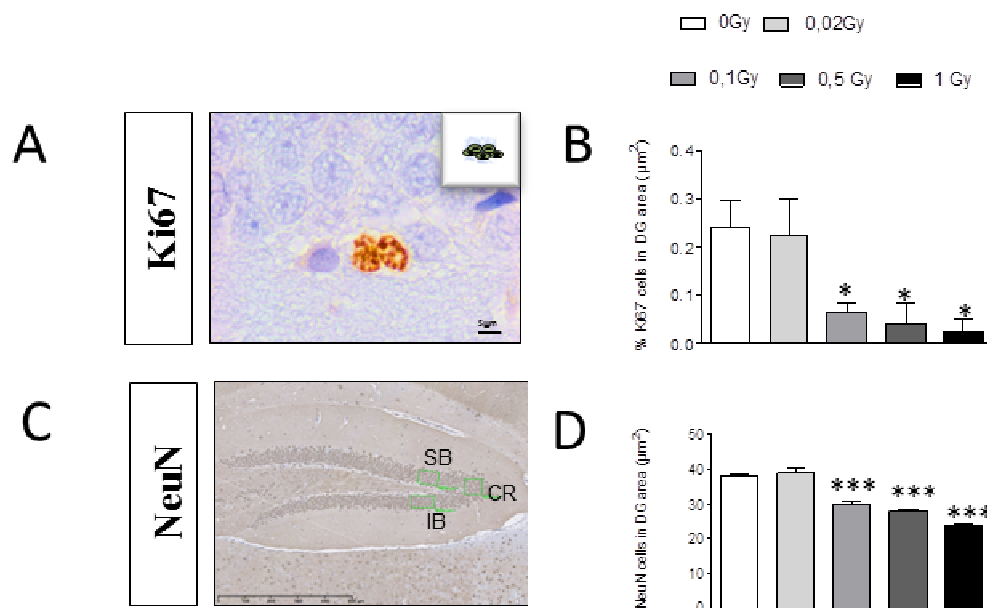 0Gy 0,02Gy
0,1Gy 0,5 Gy 1 Gy
A
Ki67
5µm
B
% Ki67 cells in DG area (µm²)
0.4
0.3
0.2
0.1
0.0
*
*
*
C
NeuN
SB
CR
IB
D
NeuN cells in DG area (µm²)
50
40
30
20
10
0
***
***
***